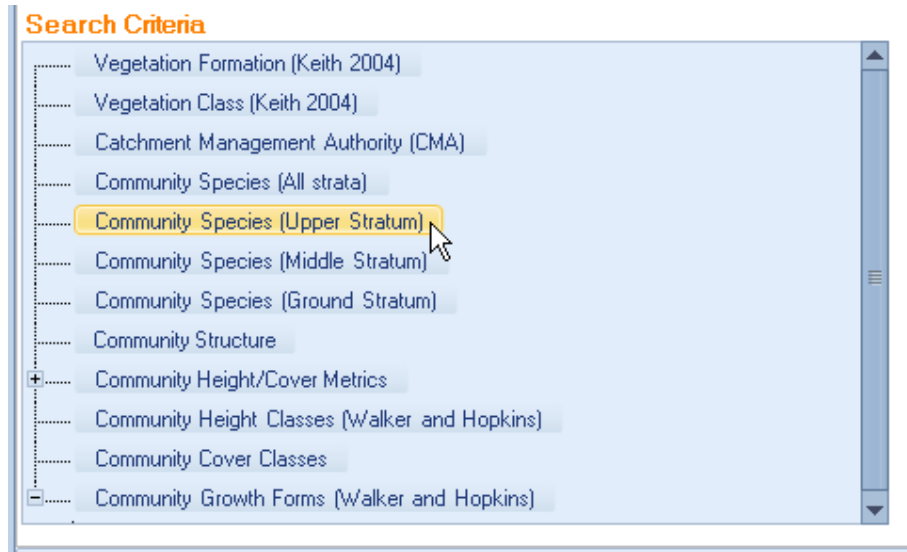 Search Criteria
Vegetation Formation (Keith 2004)
Vegetation Class (Keith 2004)
Catchment Management Authority (CMA)
Community Species (All strata)
Community Species (Upper Stratum)
Community Species (Middle Stratum)
Community Species (Ground Stratum)
Community Structure
Community Height/Cover Metrics
Community Height Classes (Walker and Hopkins)
Community Cover Classes
Community Growth Forms (Walker and Hopkins)